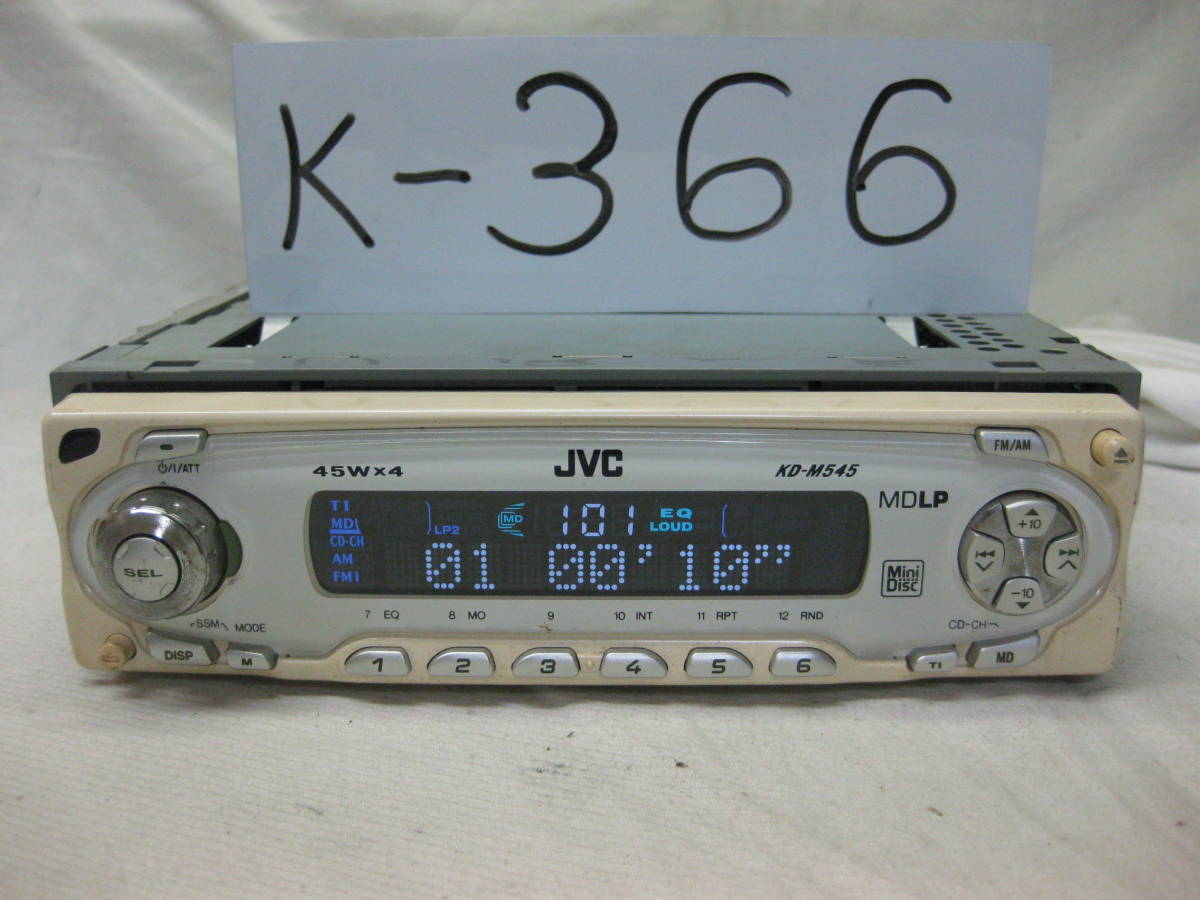 K-366
⏻/I/ATT
45W×4
JVC
KD-M545
FM/AM
TI
MD
CD-CH
AM
FM1
LP2
MD
101
EQ
LOUD
01 00'10"
MDLP
Mini Disc
SEL
+10
-10
SSM
MODE
7 EQ 8 MO 9 10 INT 11 RPT 12 RND
CD-CH
DISP
M
1 2 3 4 5 6
TI
MD